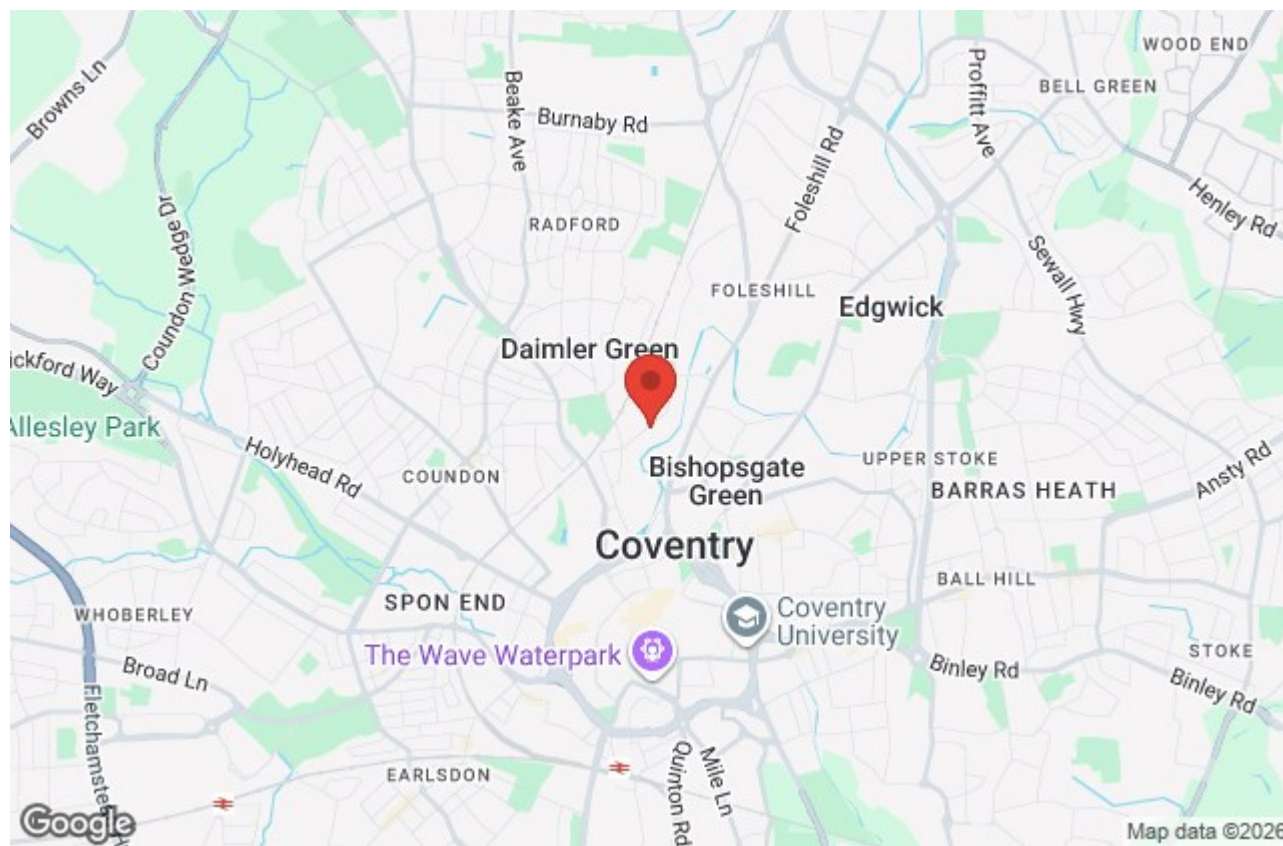 WOOD END
Browns Ln
Beake Ave
Proffitt Ave
BELL GREEN
Burnaby Rd
Foleshill Rd
Henley Rd
Coundon Wedge Dr
RADFORD
Sewall Hwy
FOLESHILL
Edgwick
Daimler Green
ickford Way
Allesley Park
Holyhead Rd
COUNDON
Bishopsgate
Green
UPPER STOKE
BARRAS HEATH
Ansty Rd
Coventry
BALL HILL
SPON END
WHOBERLEY
Coventry
University
The Wave Waterpark
Broad Ln
Binley Rd
STOKE
Binley Rd
Fletchamste
EARLSDON
Quinton Rd
Mile Ln
Google
Map data ©2026